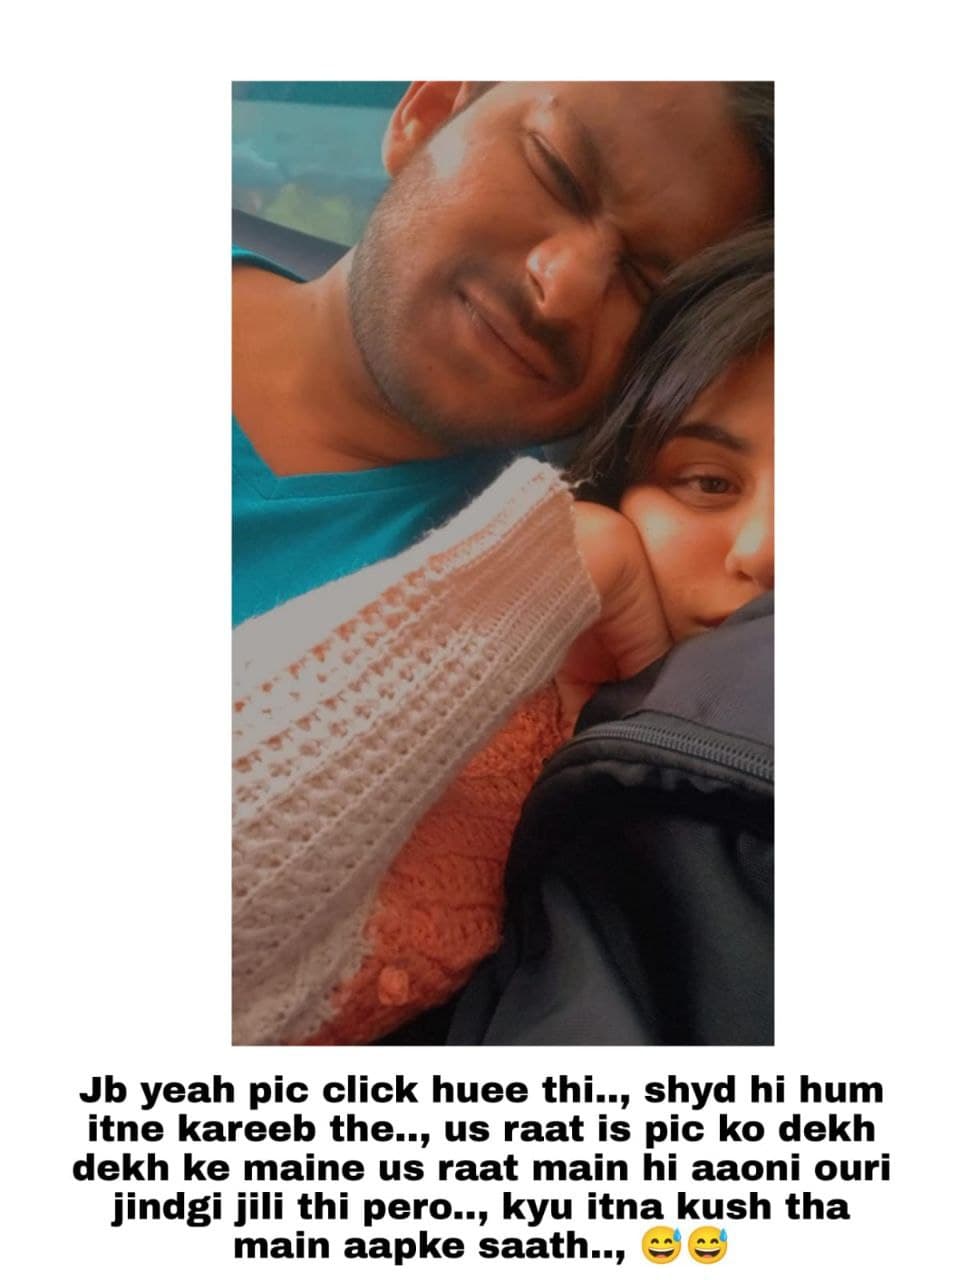 Jb yeah pic click huee thi.., shyd hi hum
itne kareeb the.., us raat is pic ko dekh
dekh ke maine us raat main hi aaoni ouri
jindgi jili thi pero.., kyu itna kush tha
main aapke saath.., 😅😅